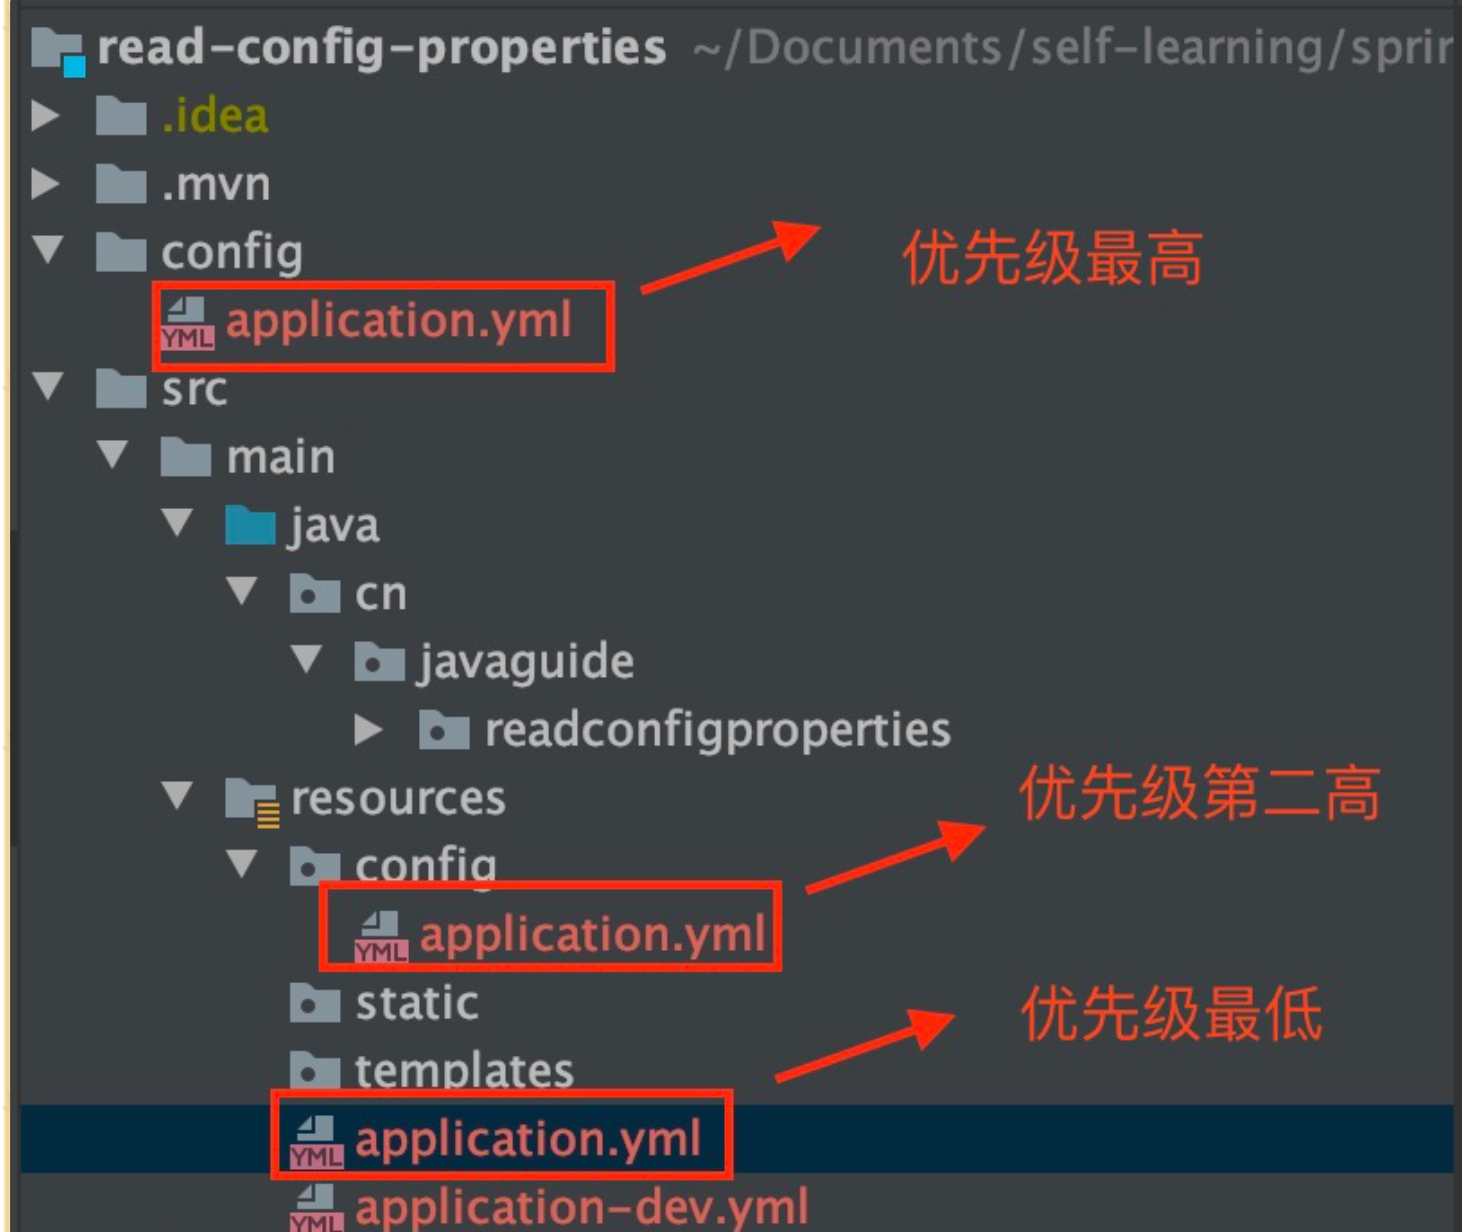 read-config-properties ~/Documents/self-learning/sprin
.idea
.mvn
config
优先级最高
YML application.yml
src
main
java
cn
javaguide
readconfigproperties
优先级第二高
resources
config
YML application.yml
static
优先级最低
templates
YML application.yml
YML application-dev.yml